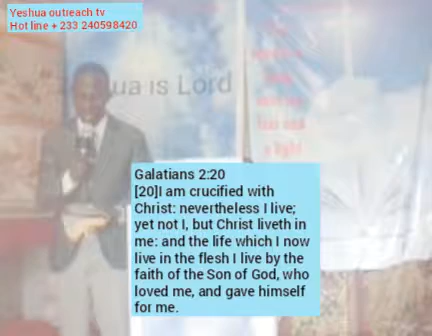 Yeshua outreach tv
Hot line + 233 240598420
ua is Lord
Galatians 2:20
[20]I am crucified with
Christ: nevertheless I live;
yet not I, but Christ liveth in
me: and the life which I now
live in the flesh I live by the
faith of the Son of God, who
loved me, and gave himself
for me.